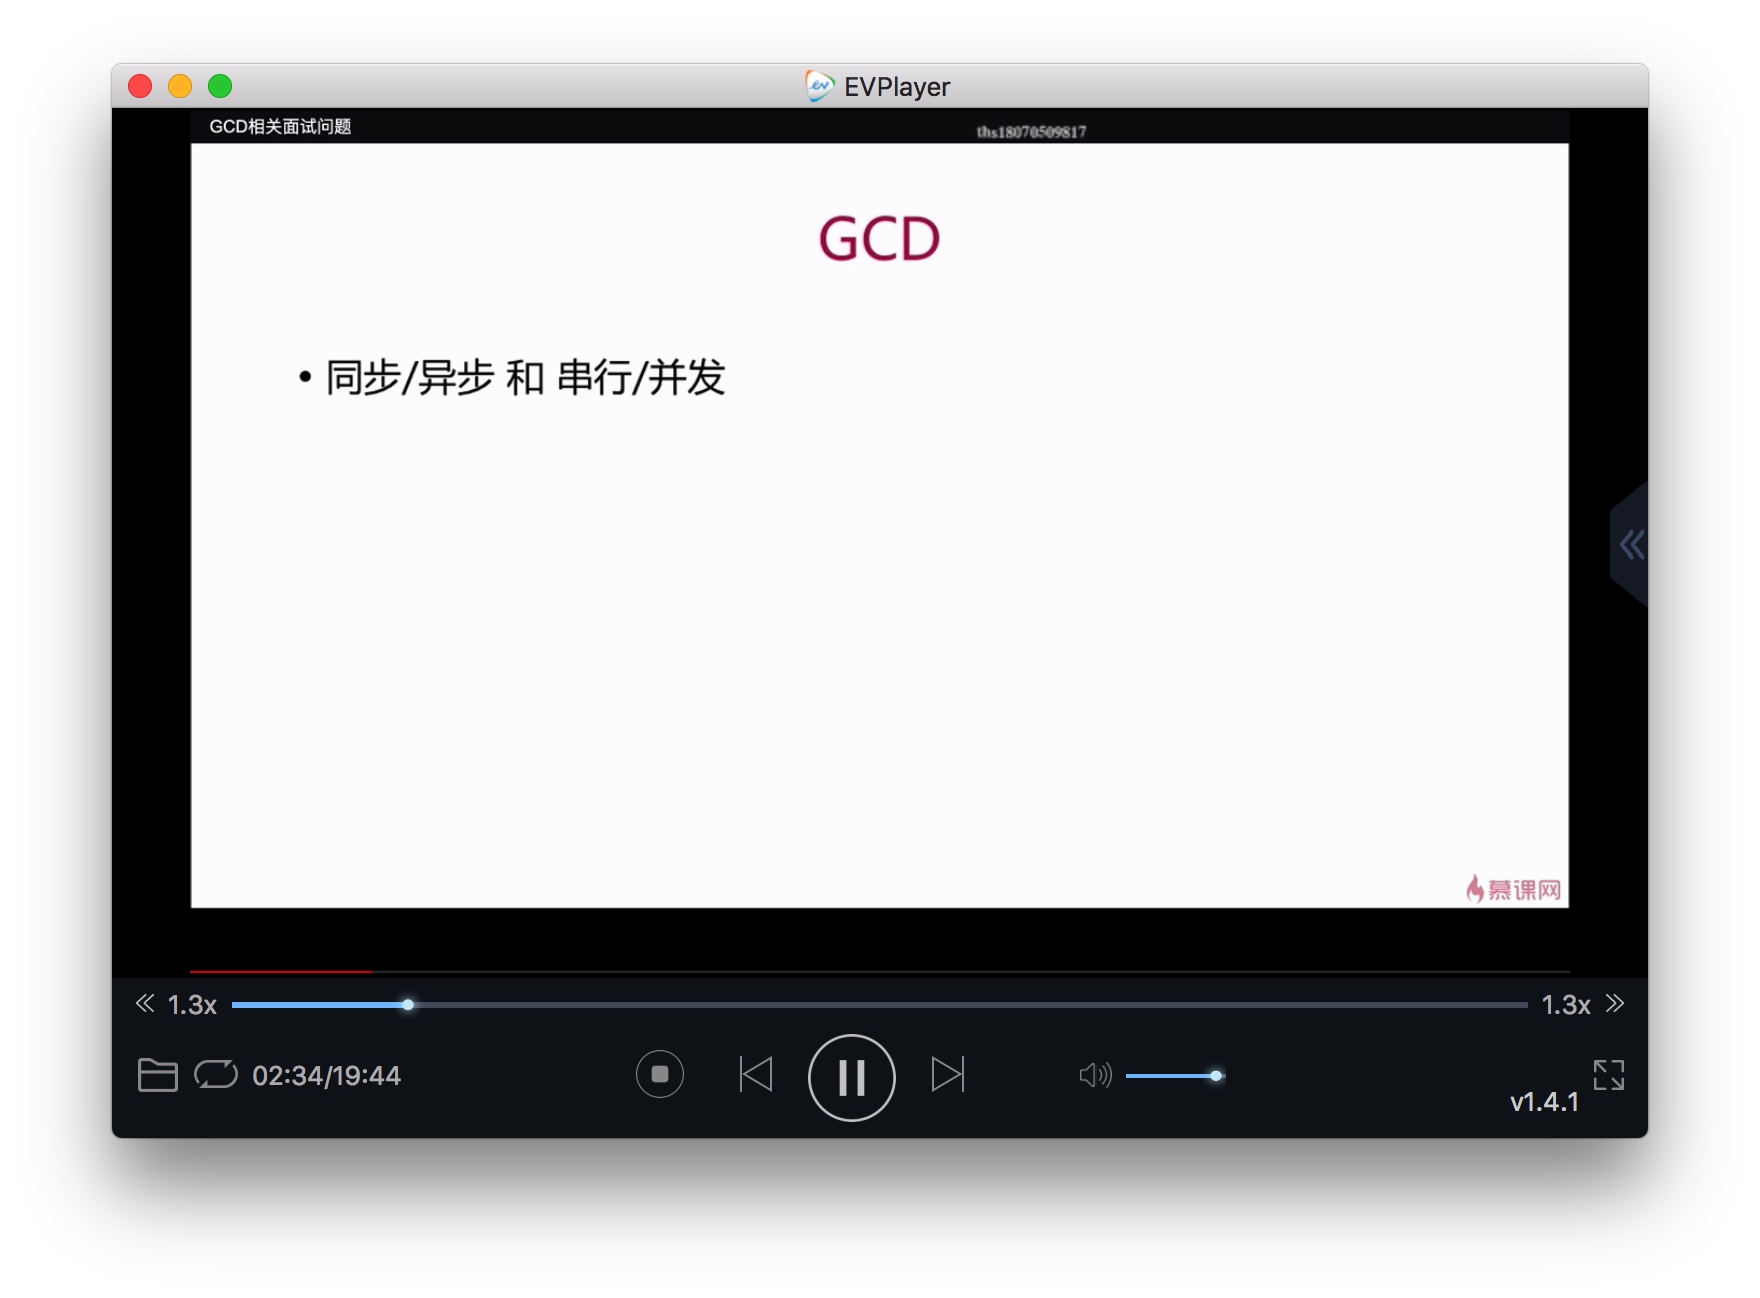 EVPlayer
GCD相关面试问题
ths18070509817
GCD
• 同步/异步 和 串行/并发
慕课网
1.3x
1.3x
02:34/19:44
v1.4.1